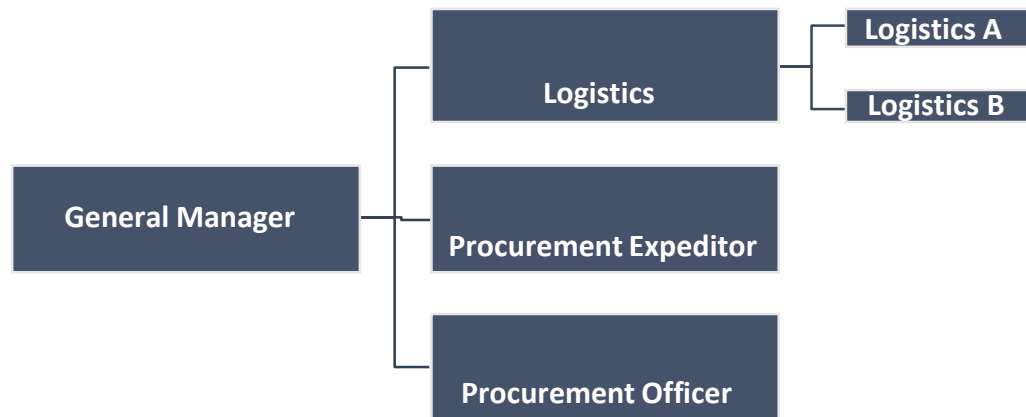 General Manager
Logistics
Logistics A
Logistics B
Procurement Expeditor
Procurement Officer